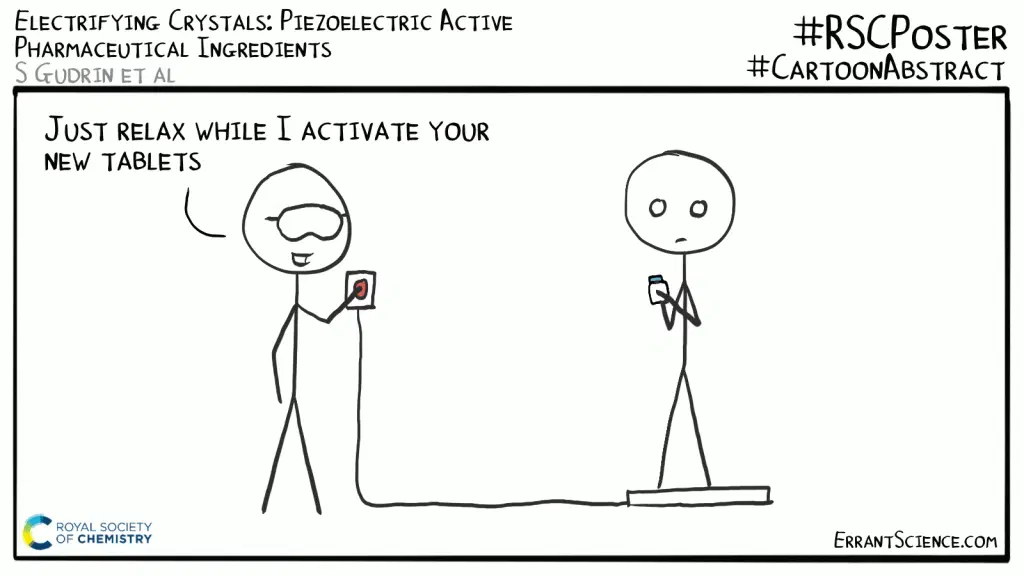 Electrifying Crystals: Piezoelectric Active
Pharmaceutical Ingredients
S Gudrin et al
#RSCPoster
#CartoonAbstract
Just relax while I activate your
new tablets
ROYAL SOCIETY
OF CHEMISTRY
ErrantScience.com